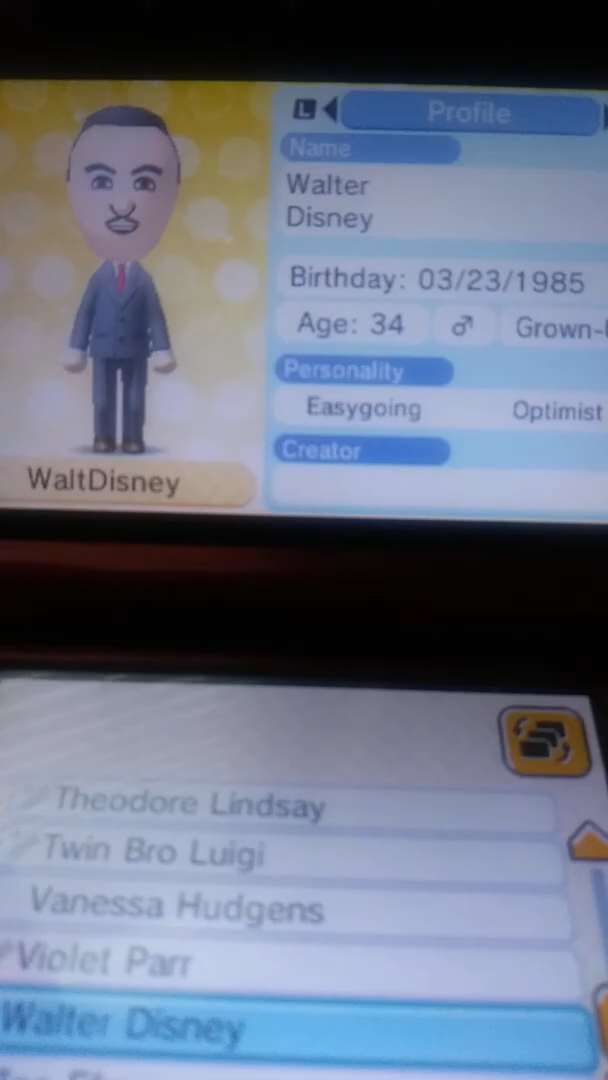 L Profile
Name
Walter
Disney
Birthday: 03/23/1985
Age: 34 ♂ Grown-
Personality
Easygoing Optimist
Creator
WaltDisney
Theodore Lindsay
Twin Bro Luigi
Vanessa Hudgens
Violet Parr
Walter Disney